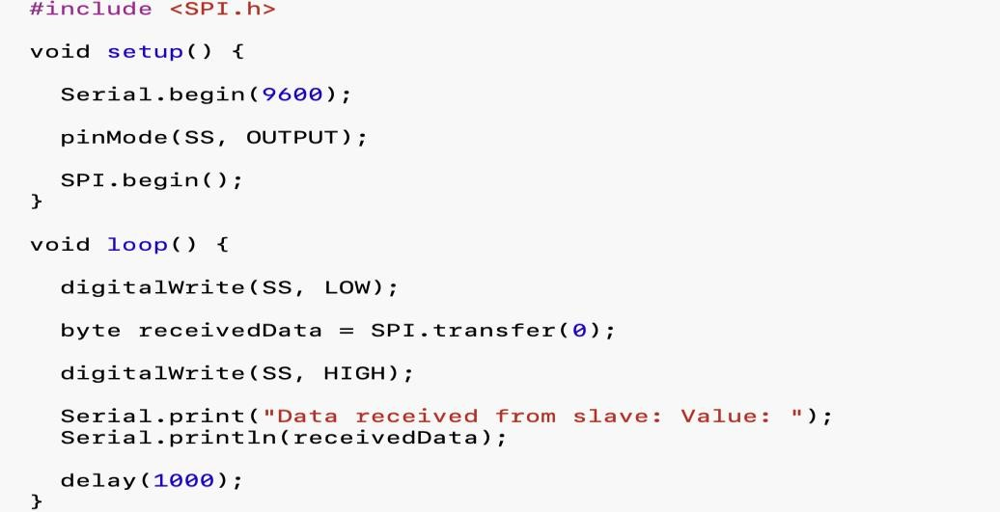 #include <SPI.h>
void setup() {
  Serial.begin(9600);
  pinMode(SS, OUTPUT);
  SPI.begin();
}
void loop() {
  digitalWrite(SS, LOW);
  byte receivedData = SPI.transfer(0);
  digitalWrite(SS, HIGH);
  Serial.print("Data received from slave: Value: ");
  Serial.println(receivedData);
  delay(1000);
}